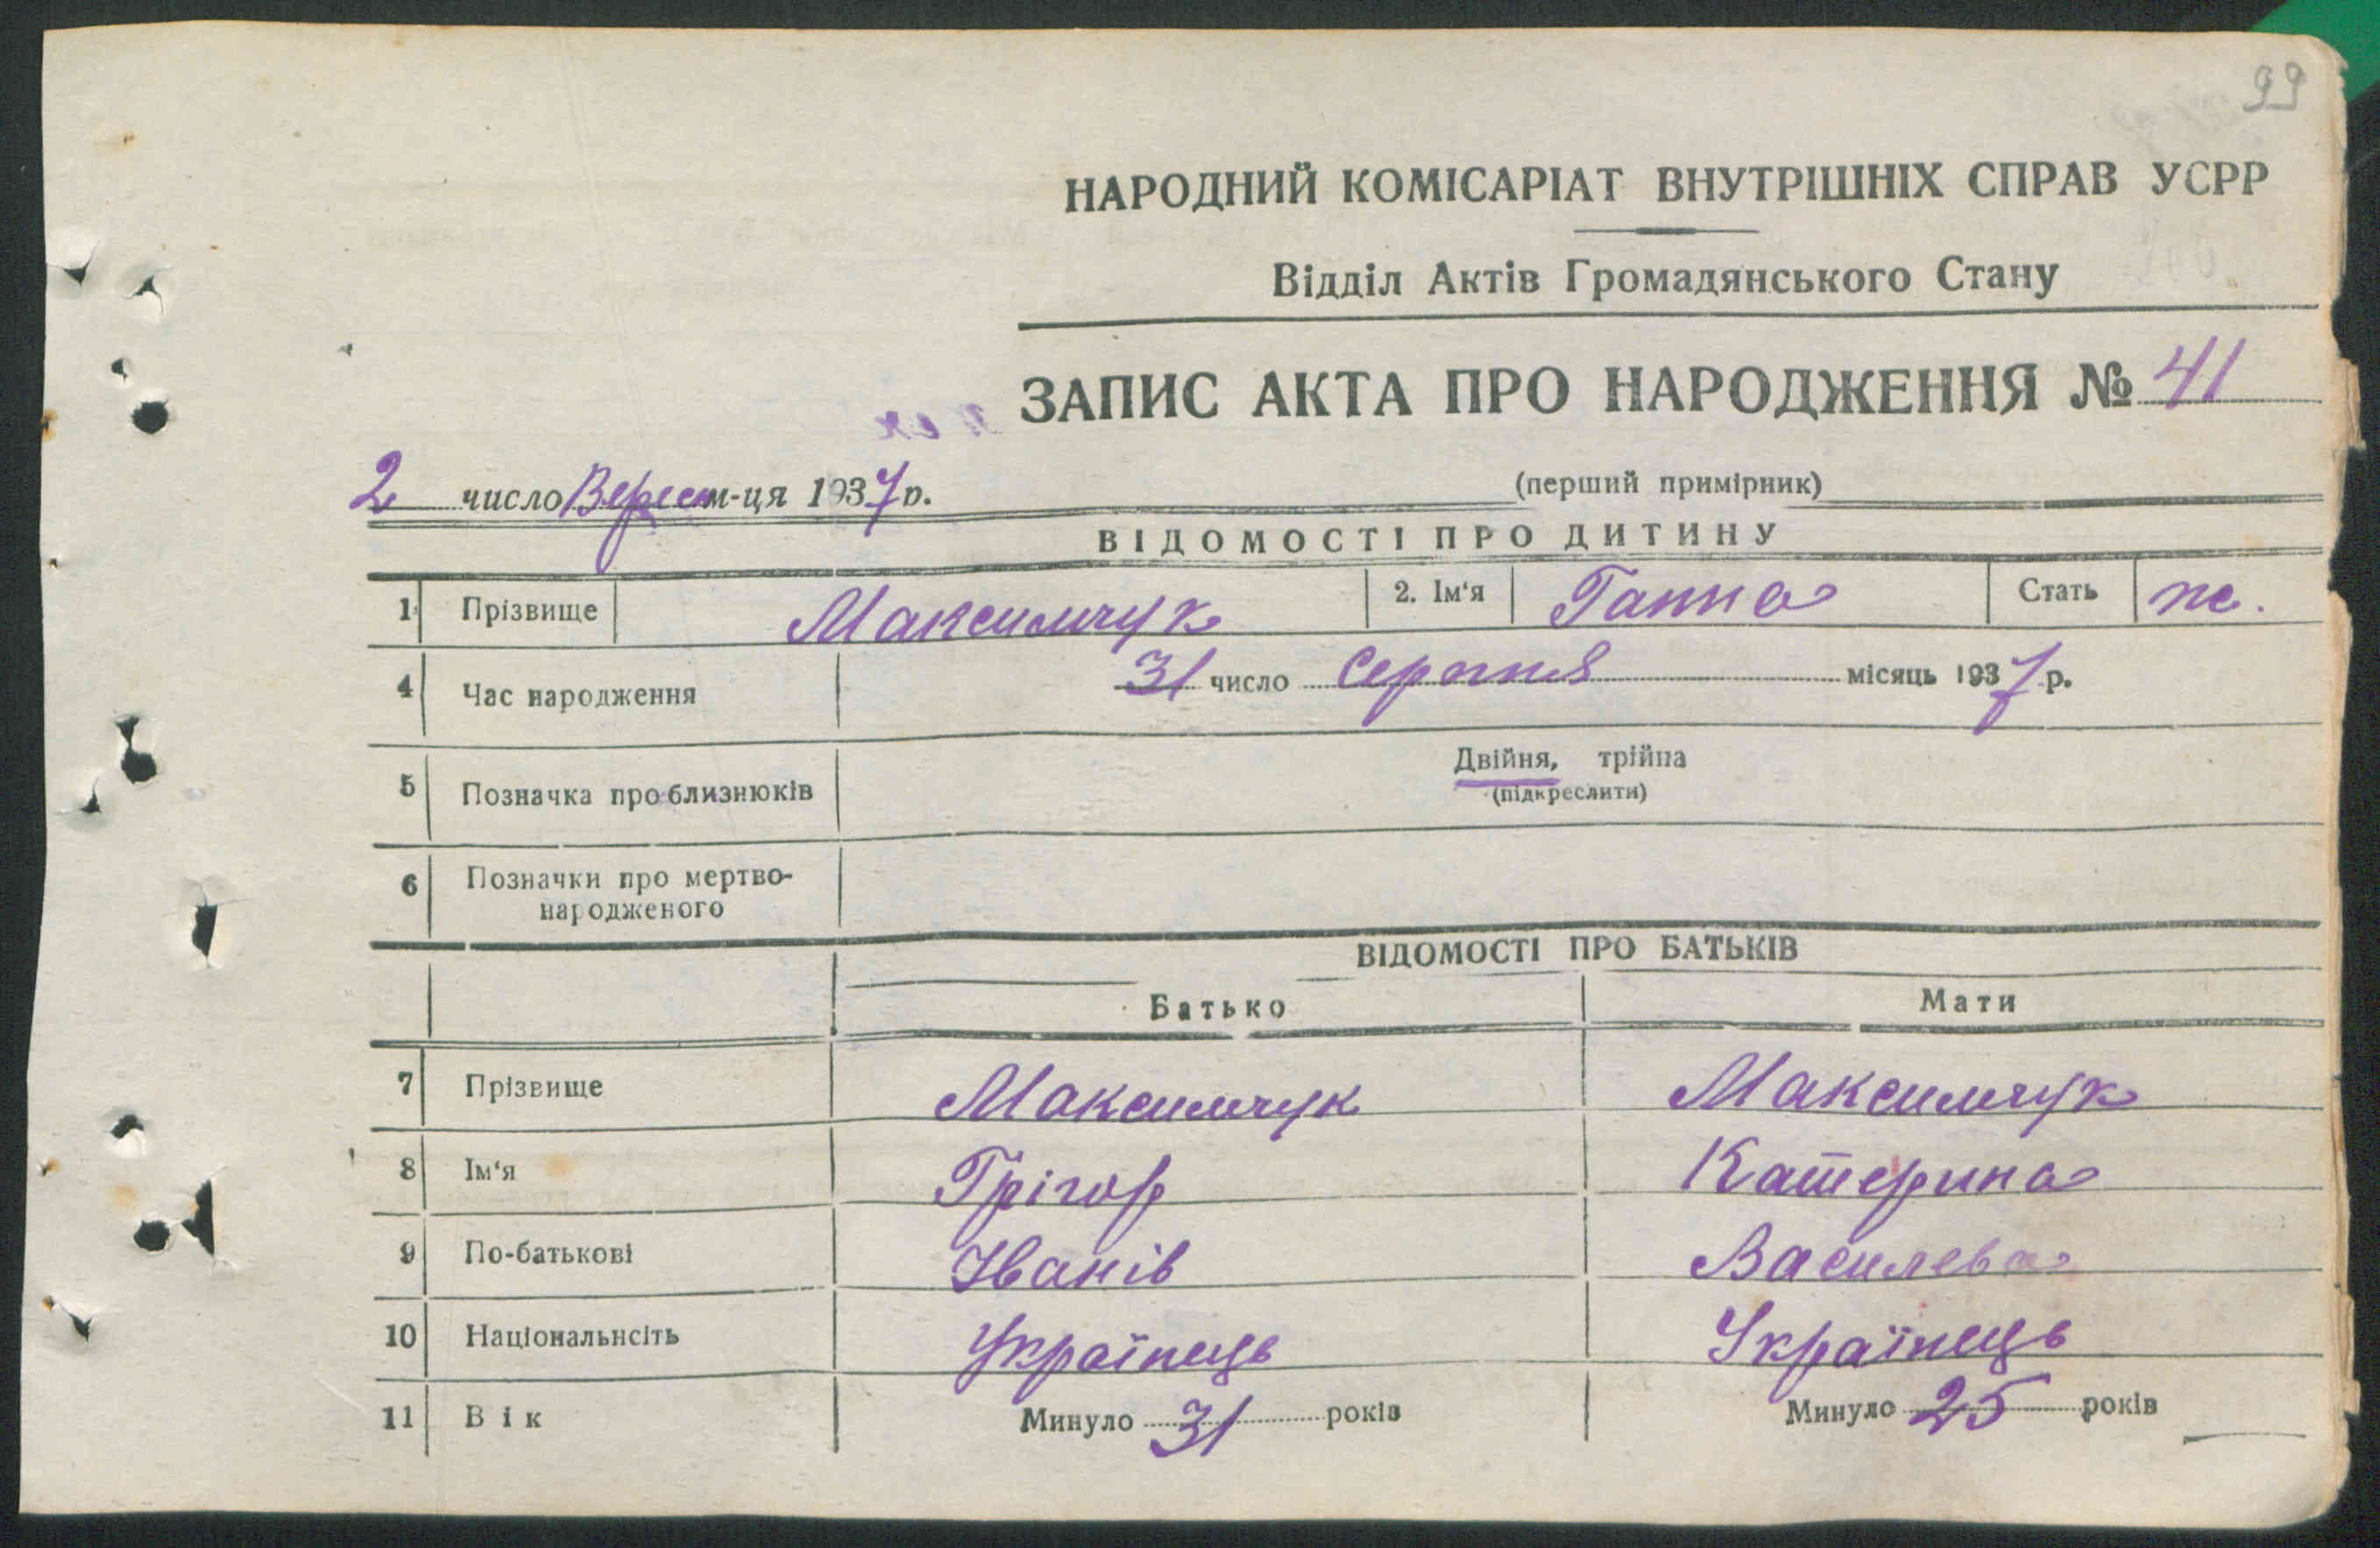 99
НАРОДНИЙ КОМІСАРІАТ ВНУТРІШНІХ СПРАВ УСРР
Відділ Актів Громадянського Стану
ЗАПИС АКТА ПРО НАРОДЖЕННЯ № 41
2 число Вересн м-ця 1937 р.
(перший примірник)
ВІДОМОСТІ ПРО ДИТИНУ
1 Прізвище Максимчук 2. Ім'я Ганна Стать ж.
4 Час народження 31 число Серпня місяць 1937 р.
5 Позначка про близнюків Двійня, трійна
(підкреслити)
6 Позначки про мертво-
народженого
ВІДОМОСТІ ПРО БАТЬКІВ
Батько Мати
7 Прізвище Максимчук Максимчук
8 Ім'я Грігор Катерина
9 По-батькові Іванів Василева
10 Національнсіть Українець Українець
11 Вік Минуло 31 років Минуло 25 років